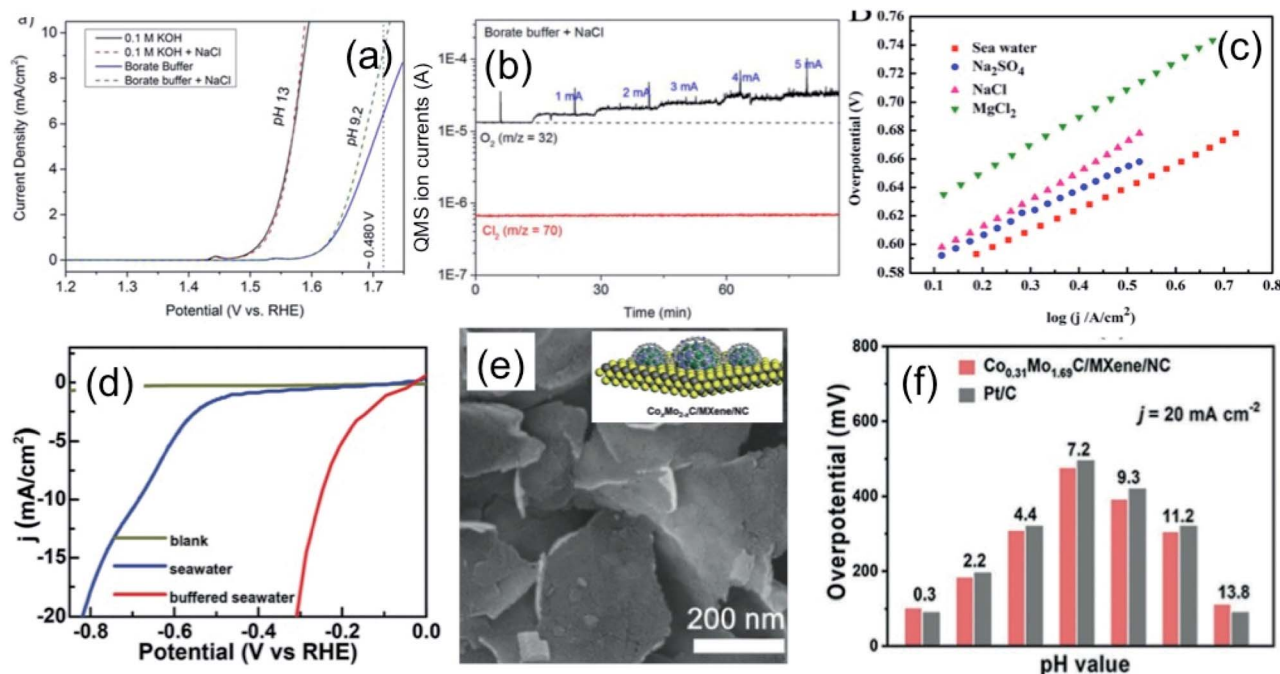 a)
(a)
0.1 M KOH
0.1 M KOH + NaCl
Borate Buffer
Borate buffer + NaCl
pH 13
pH 9.2
~ 0.480 V
Current Density (mA/cm²)
10
8
6
4
2
0
1.2 1.3 1.4 1.5 1.6 1.7
Potential (V vs. RHE)
(b)
Borate buffer + NaCl
QMS ion currents (A)
1E-4
1E-5
1E-6
1E-7
1 mA 2 mA 3 mA 4 mA 5 mA
O₂ (m/z = 32)
Cl₂ (m/z = 70)
0 30 60
Time (min)
(c)
Sea water
Na₂SO₄
NaCl
MgCl₂
Overpotential (V)
0.76
0.74
0.72
0.68
0.66
0.62
0.60
0.58
0.1 0.2 0.3 0.4 0.5 0.6 0.7 0.8
log (j /A/cm²)
(d)
j (mA/cm²)
0
-5
-10
-15
-20
blank
seawater
buffered seawater
-0.8 -0.6 -0.4 -0.2 0.0
Potential (V vs RHE)
(e)
CoₓMo₂₋ₓC/MXene/NC
200 nm
(f)
Co₀.₃₁Mo₁.₆₉C/MXene/NC
Pt/C
j = 20 mA cm⁻²
Overpotential (mV)
800
600
400
200
0
0.3
2.2
4.4
7.2
9.3
11.2
13.8
pH value